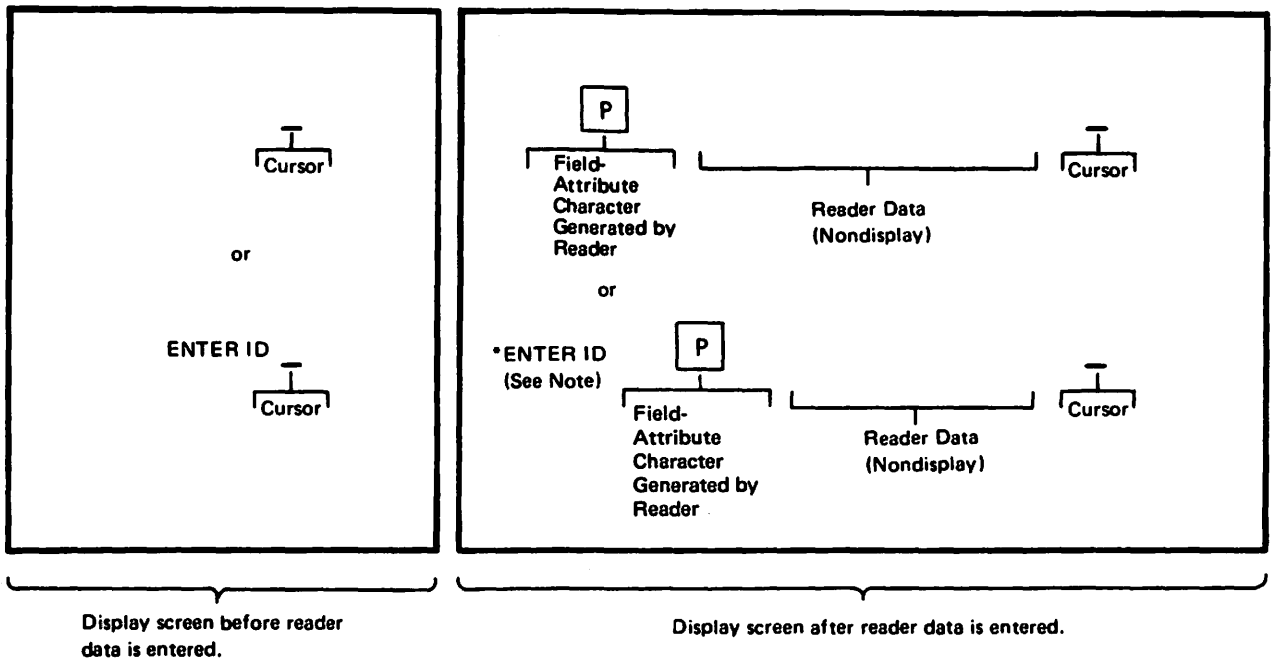 Cursor
or
ENTER ID
Cursor
Display screen before reader
data is entered.
P
Field-
Attribute
Character
Generated by
Reader
Reader Data
(Nondisplay)
Cursor
or
*ENTER ID
(See Note)
P
Field-
Attribute
Character
Generated by
Reader
Reader Data
(Nondisplay)
Cursor
Display screen after reader data is entered.